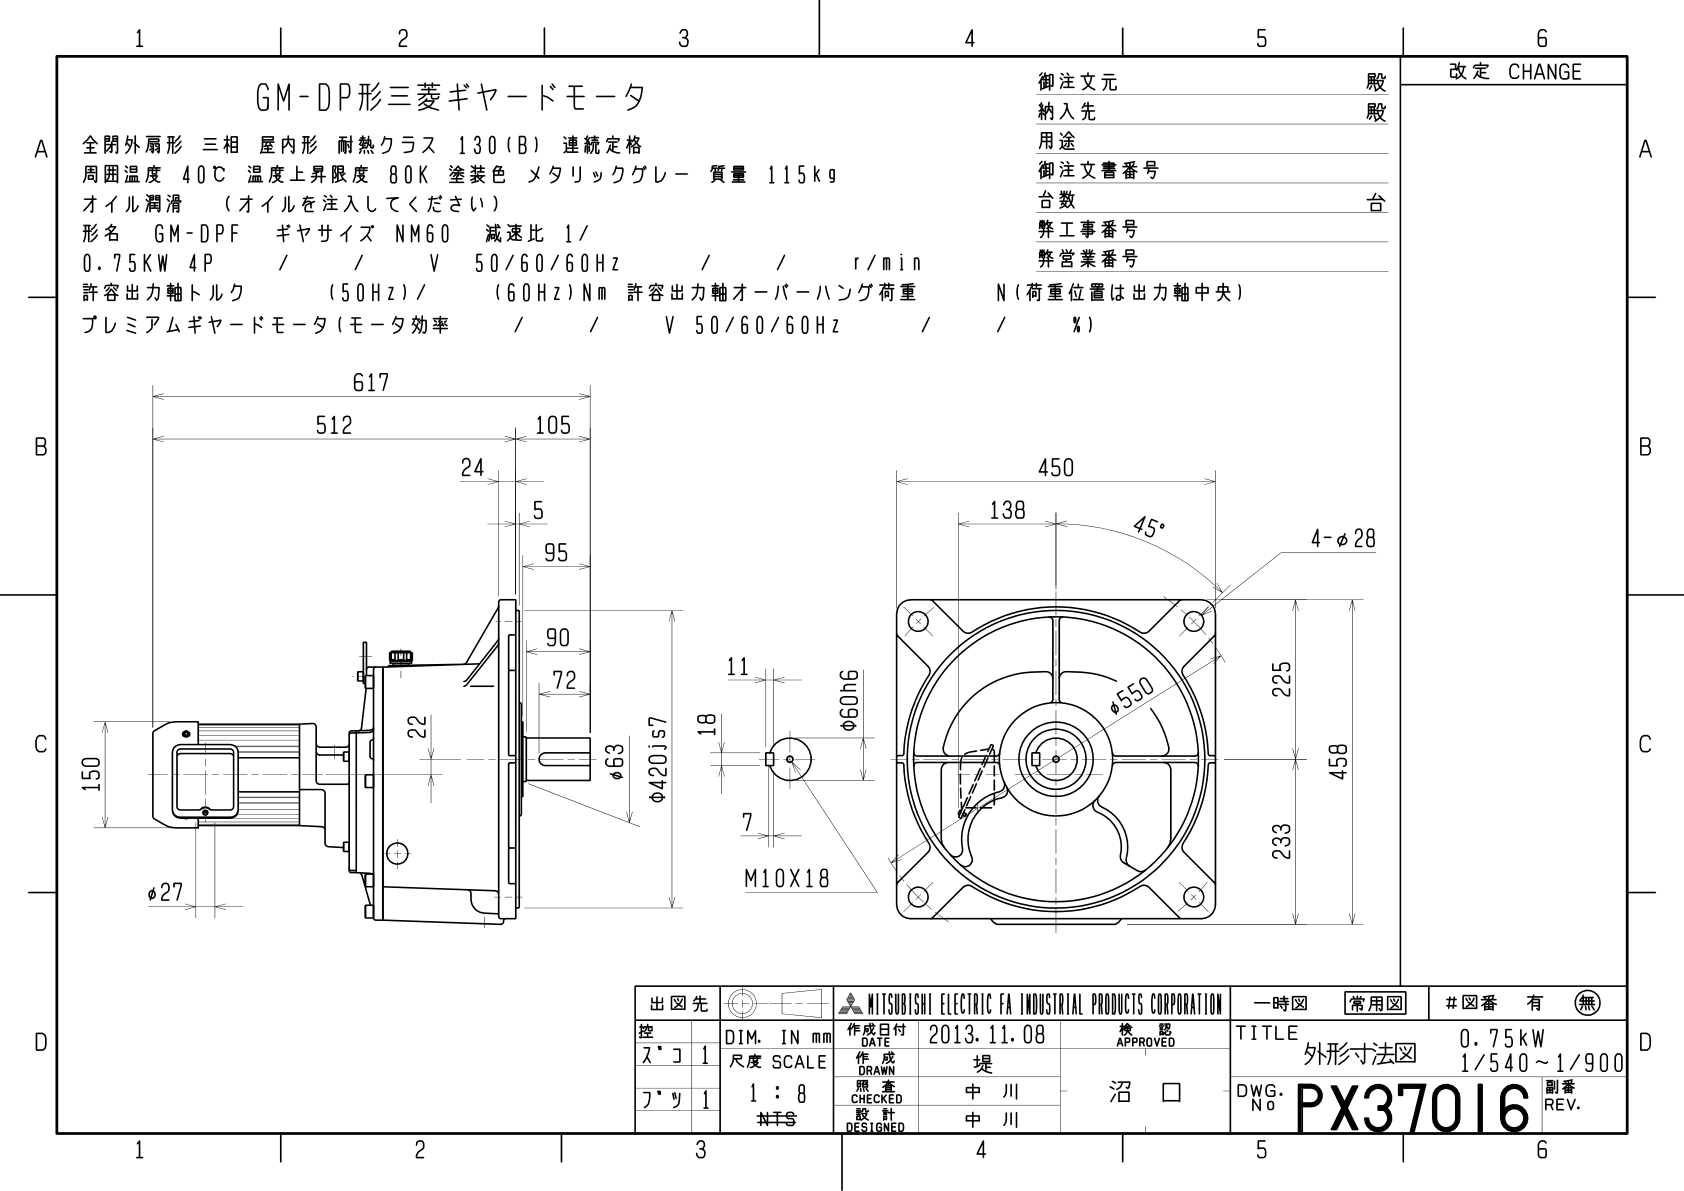 1 2 3 4 5 6
A
B
C
D
A
B
C
D
改定 CHANGE
GM-DP形三菱ギヤードモータ
全閉外扇形 三相 屋内形 耐熱クラス 130(B) 連続定格
周囲温度 40℃ 温度上昇限度 80K 塗装色 メタリックグレー 質量 115kg
オイル潤滑 (オイルを注入してください)
形名 GM-DPF ギヤサイズ NM60 減速比 1/
0.75KW 4P / / V 50/60/60Hz / / r/min
許容出力軸トルク (50Hz)/ (60Hz)Nm 許容出力軸オーバーハング荷重 N(荷重位置は出力軸中央)
プレミアムギヤードモータ(モータ効率 / / V 50/60/60Hz / / %)
御注文元 殿
納入先 殿
用途
御注文書番号
台数 台
弊工事番号
弊営業番号
617
512 105
24
5
95
90
72
22
150
φ27
φ63
φ420js7
11
18
7
φ60h6
M10X18
450
138
45°
4-φ28
φ550
225
458
233
出図先
控
ズコ 1
プツ 1
DIM. IN mm
尺度 SCALE
1 : 8
NTS
MITSUBISHI ELECTRIC FA INDUSTRIAL PRODUCTS CORPORATION
作成日付
DATE
2013.11.08
検 認
APPROVED
作 成
DRAWN
堤
照 査
CHECKED
中 川
沼 口
設 計
DESIGNED
中 川
一時図 常用図 #図番 有 無
TITLE
外形寸法図
0.75kW
1/540~1/900
DWG.
No
PX37016
副番
REV.
1 2 3 4 5 6